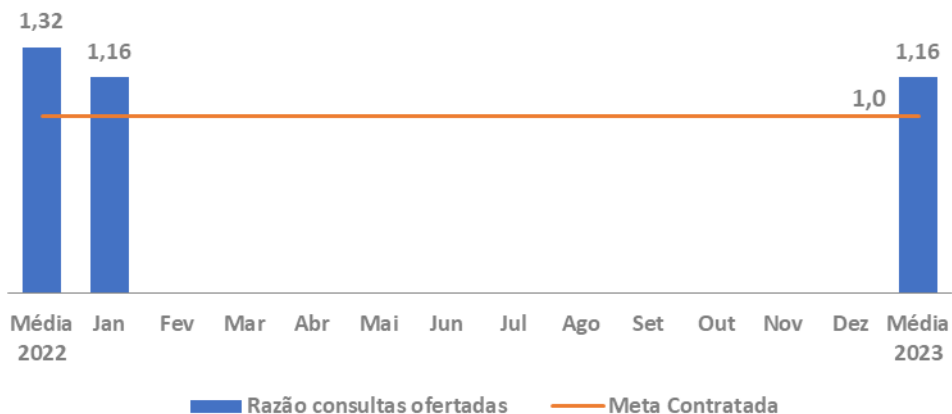 1,32
1,16
1,16
1,0
Média Jan Fev Mar Abr Mai Jun Jul Ago Set Out Nov Dez Média
2022 2023
Razão consultas ofertadas Meta Contratada